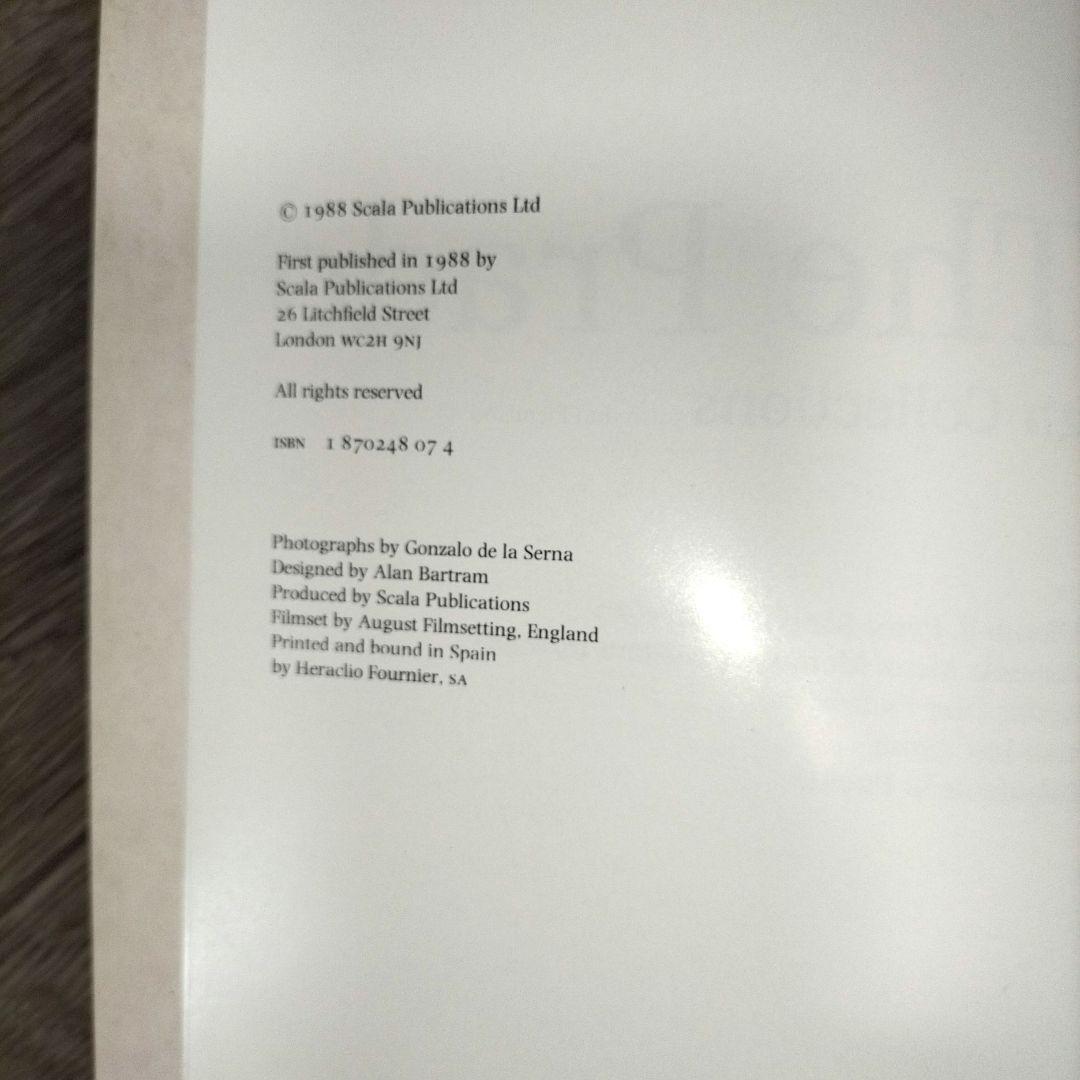 © 1988 Scala Publications Ltd
First published in 1988 by
Scala Publications Ltd
26 Litchfield Street
London WC2H 9NJ
All rights reserved
ISBN 1 870248 07 4
Photographs by Gonzalo de la Serna
Designed by Alan Bartram
Produced by Scala Publications
Filmset by August Filmsetting, England
Printed and bound in Spain
by Heraclio Fournier, SA